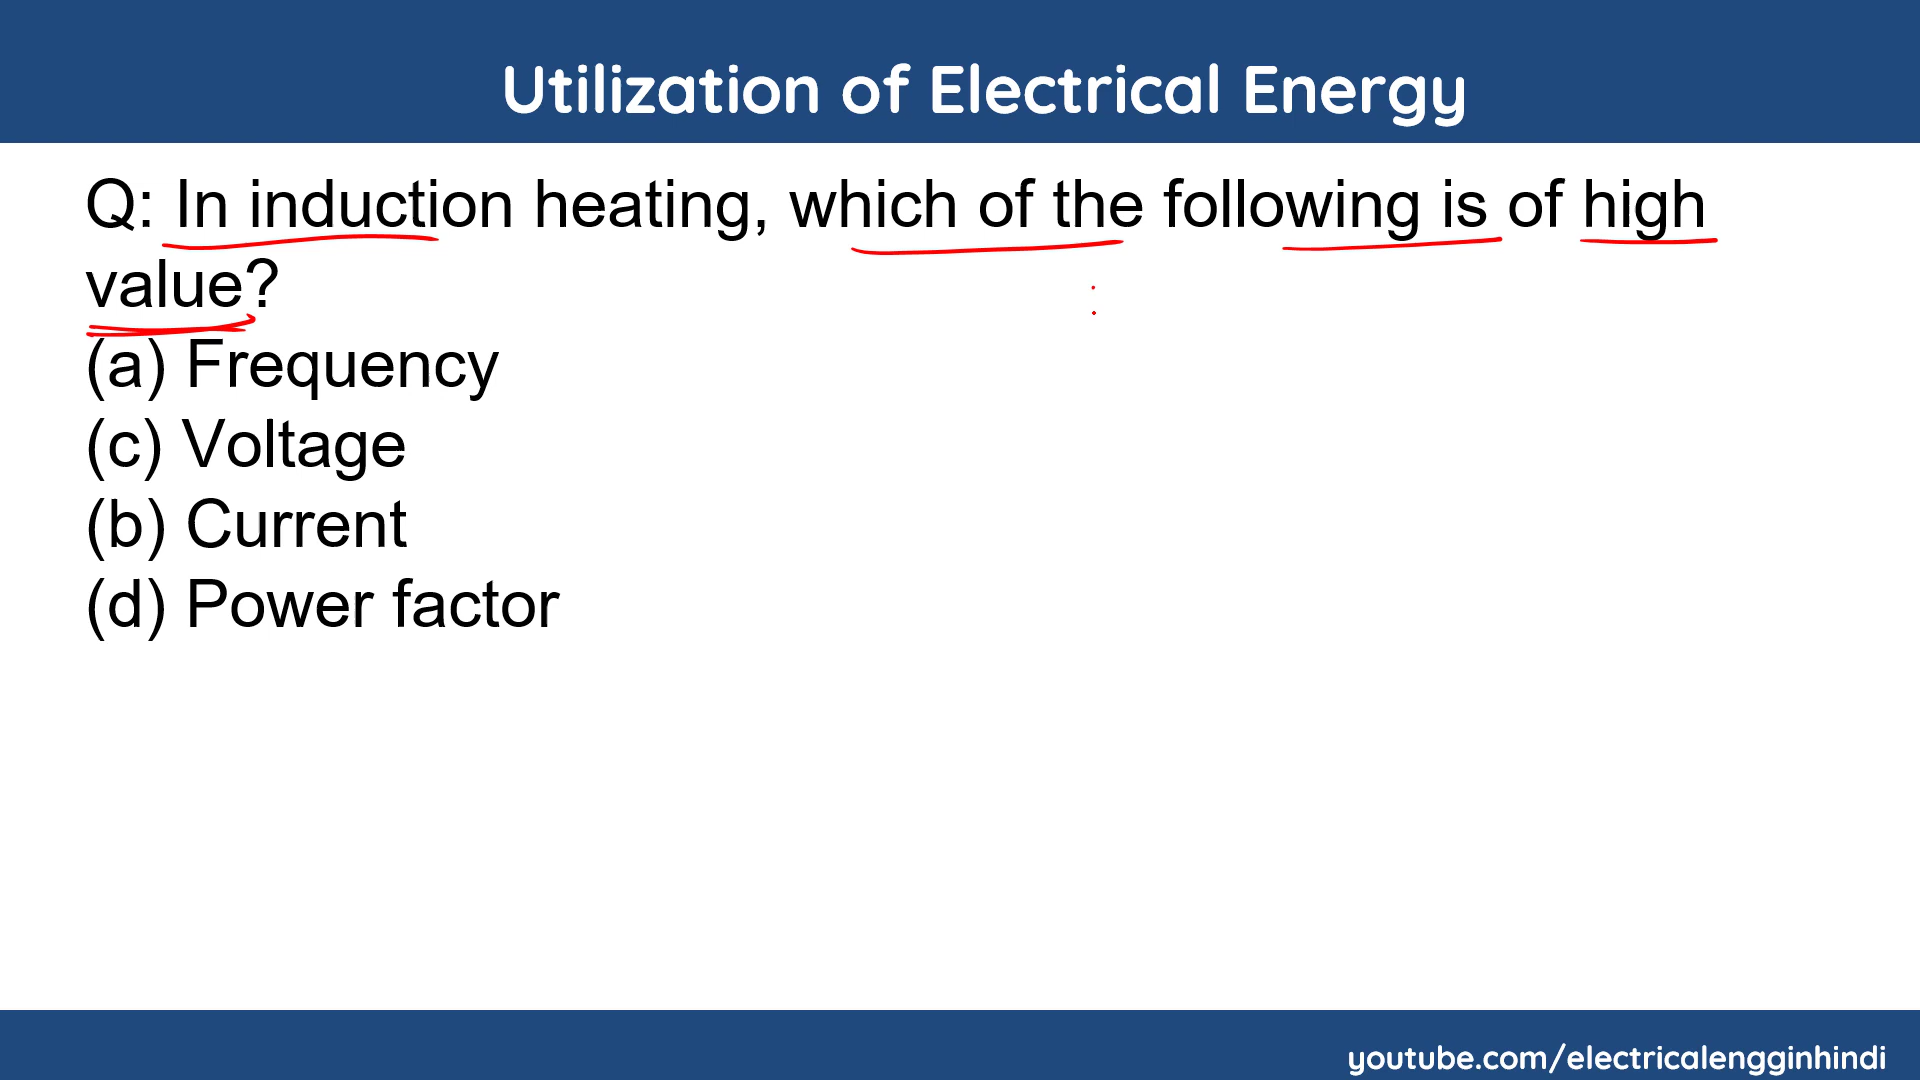 Utilization of Electrical Energy
Q: In induction heating, which of the following is of high
value?
(a) Frequency
(c) Voltage
(b) Current
(d) Power factor
youtube.com/electricalengginhindi